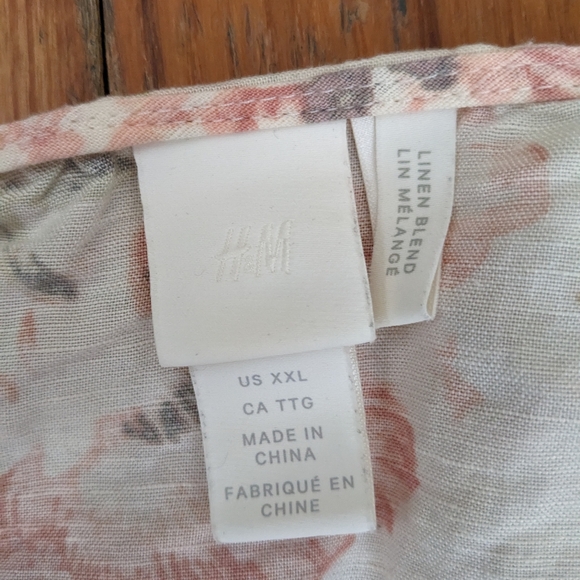 H&M
LINEN BLEND
LIN MÉLANGÉ
US XXL
CA TTG
MADE IN
CHINA
FABRIQUÉ EN
CHINE